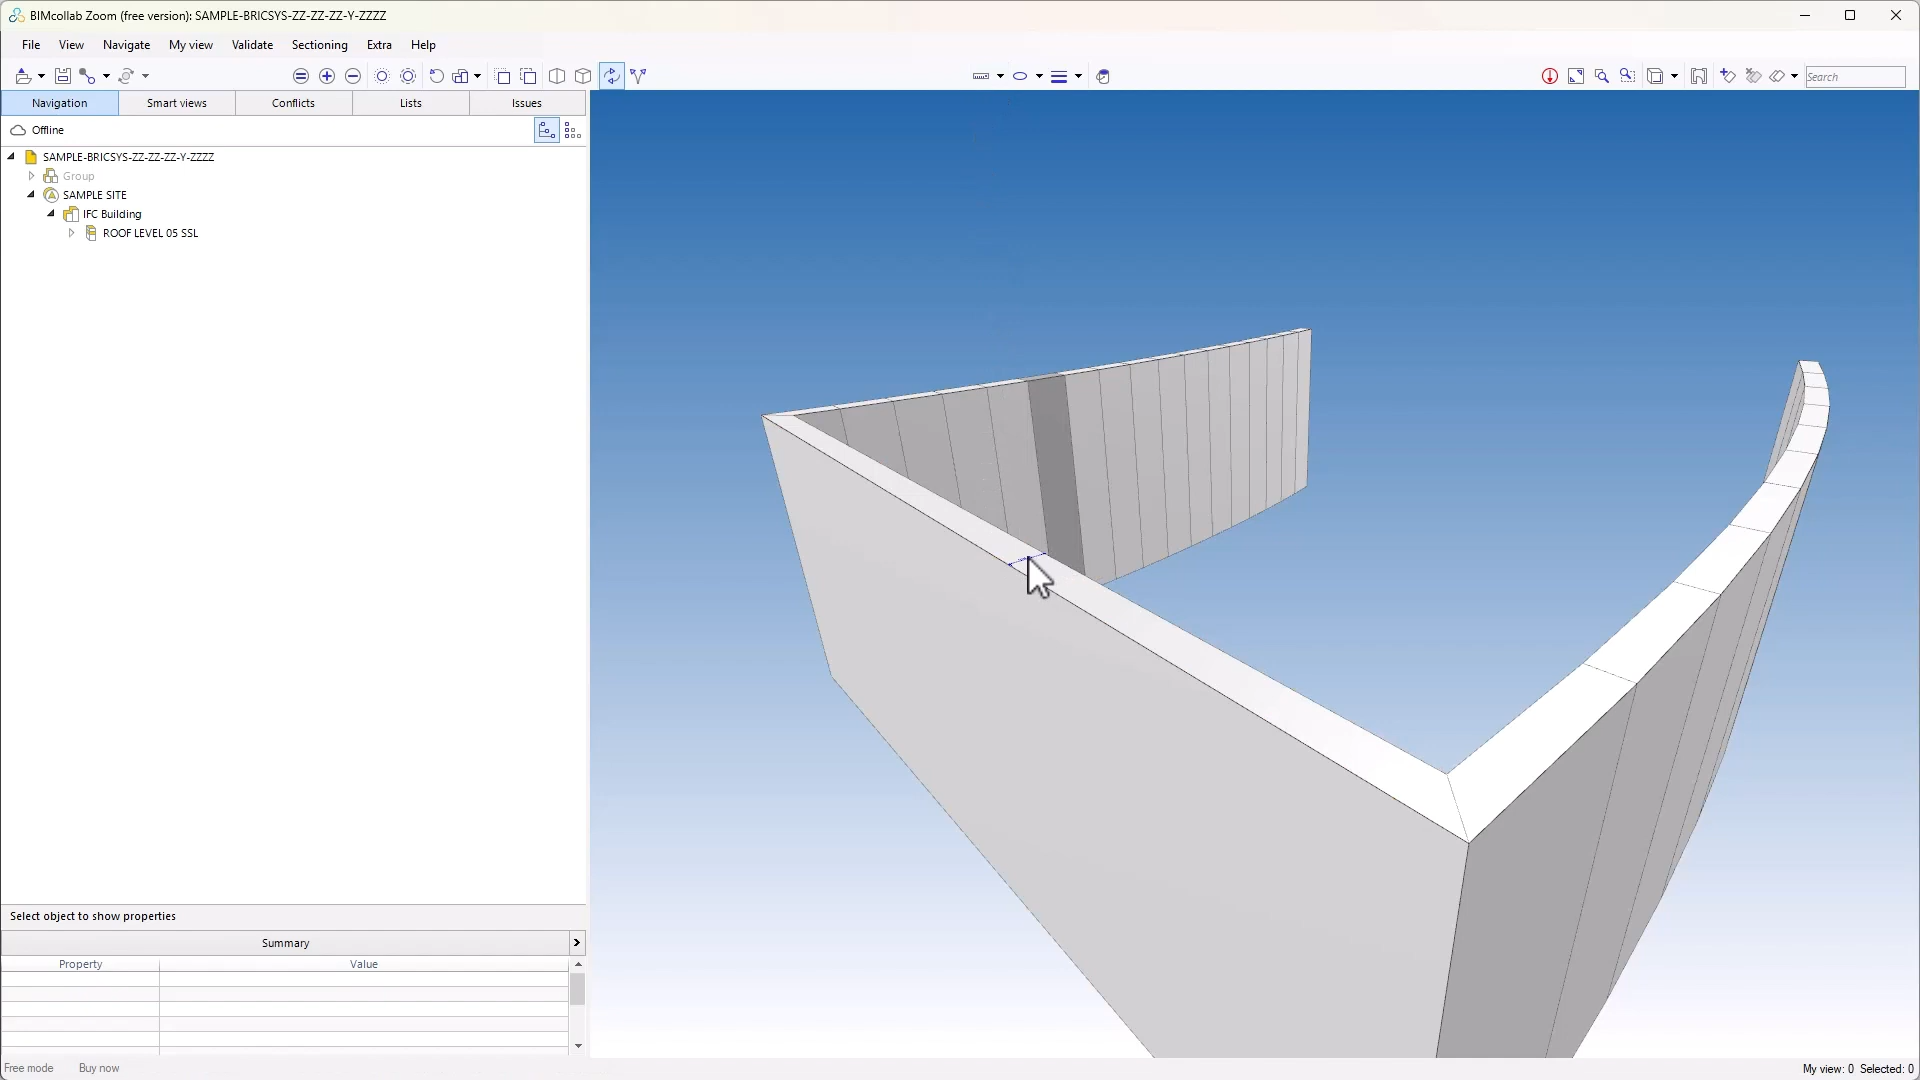 BIMcollab Zoom (free version): SAMPLE-BRICSYS-ZZ-ZZ-ZZ-Y-ZZZZ
File View Navigate My view Validate Sectioning Extra Help
Search
Navigation Smart views Conflicts Lists Issues
Offline
SAMPLE-BRICSYS-ZZ-ZZ-ZZ-Y-ZZZZ
Group
SAMPLE SITE
IFC Building
ROOF LEVEL 05 SSL
Select object to show properties
Summary
Property Value
Free mode Buy now My view: 0 Selected: 0